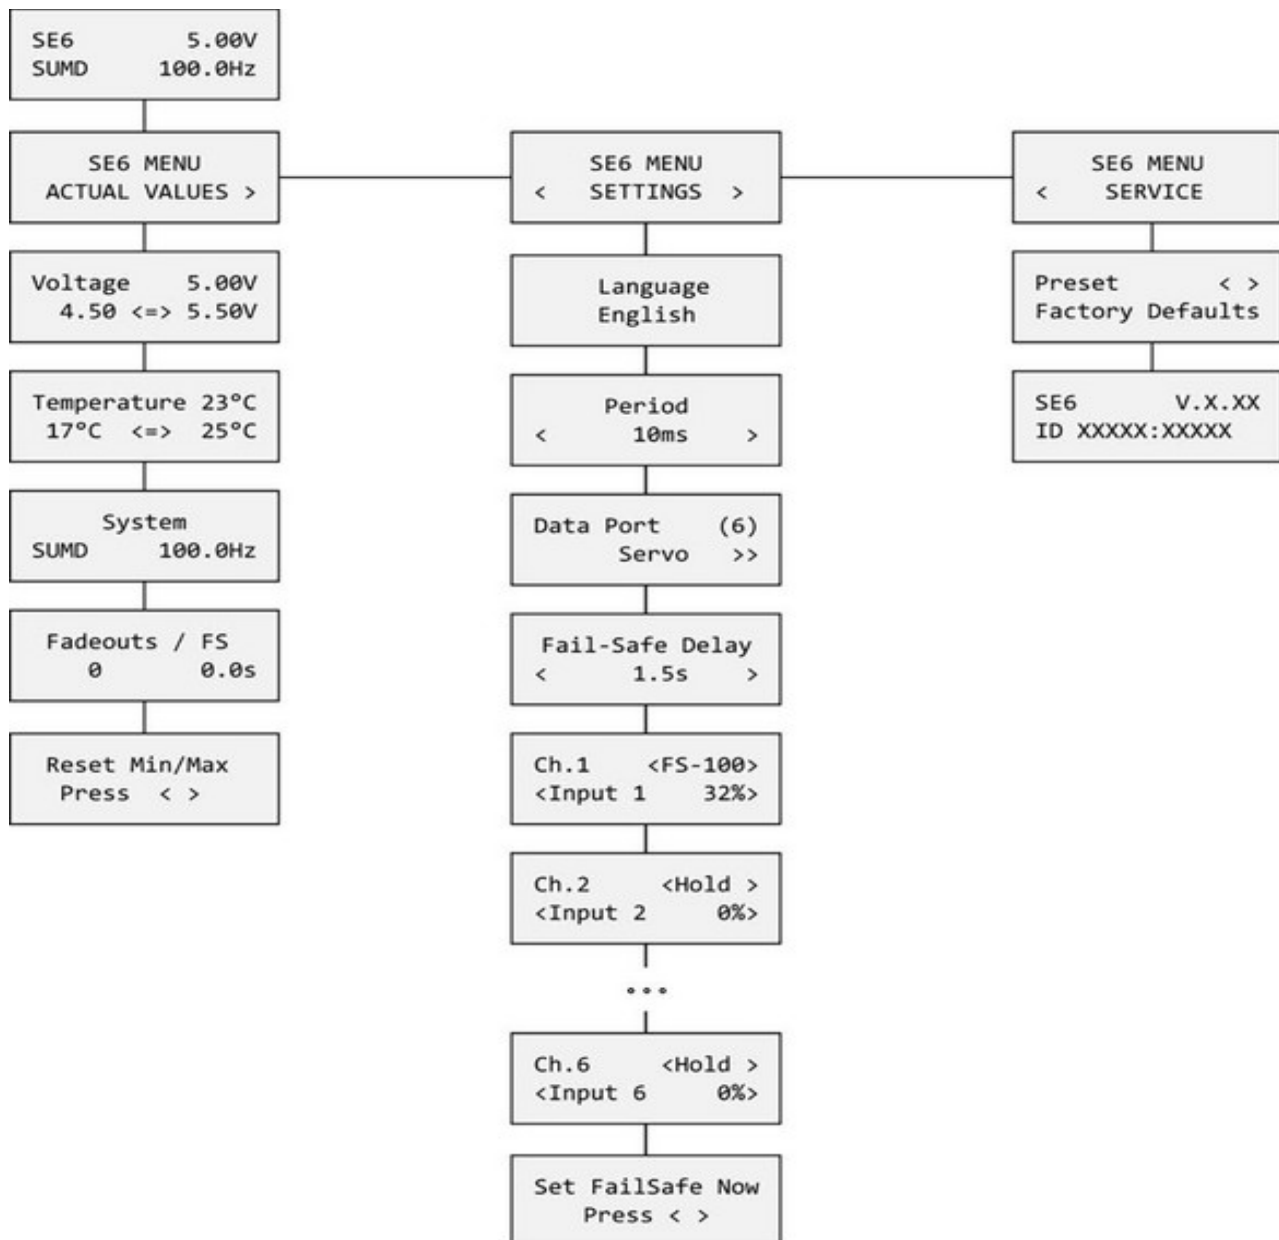 SE6 5.00V
SUMD 100.0Hz
SE6 MENU
ACTUAL VALUES >
Voltage 5.00V
4.50 <=> 5.50V
Temperature 23°C
17°C <=> 25°C
System
SUMD 100.0Hz
Fadeouts / FS
0 0.0s
Reset Min/Max
Press < >
SE6 MENU
< SETTINGS >
Language
English
Period
< 10ms >
Data Port (6)
Servo >>
Fail-Safe Delay
< 1.5s >
Ch.1 <FS-100>
<Input 1 32%>
Ch.2 <Hold >
<Input 2 0%>
...
Ch.6 <Hold >
<Input 6 0%>
Set FailSafe Now
Press < >
SE6 MENU
< SERVICE
Preset < >
Factory Defaults
SE6 V.X.XX
ID XXXXX:XXXXX